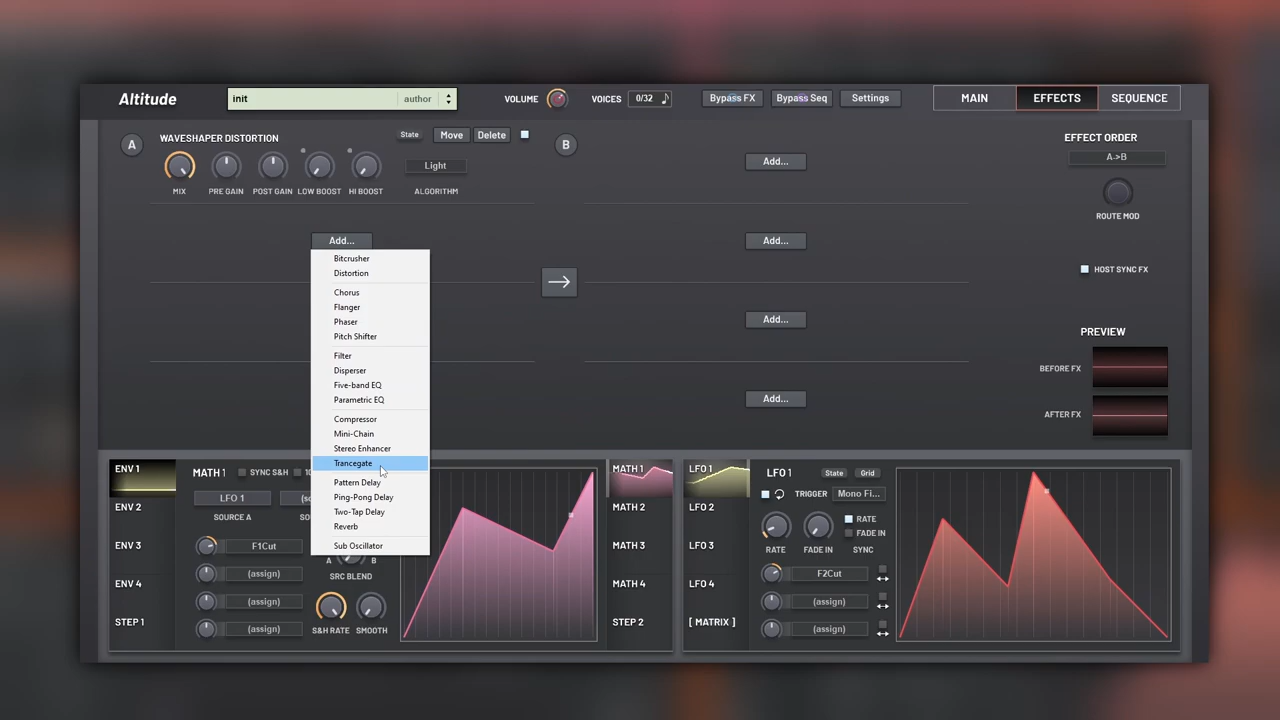 Altitude
init
author
VOLUME
VOICES
0/32
Bypass FX
Bypass Seq
Settings
MAIN
EFFECTS
SEQUENCE
A
WAVESHAPER DISTORTION
State
Move
Delete
MIX
PRE GAIN
POST GAIN
LOW BOOST
HI BOOST
Light
ALGORITHM
B
Add...
Add...
Add...
Add...
Add...
EFFECT ORDER
A->B
ROUTE MOD
HOST SYNC FX
PREVIEW
BEFORE FX
AFTER FX
Bitcrusher
Distortion
Chorus
Flanger
Phaser
Pitch Shifter
Filter
Disperser
Five-band EQ
Parametric EQ
Compressor
Mini-Chain
Stereo Enhancer
Trancegate
Pattern Delay
Ping-Pong Delay
Two-Tap Delay
Reverb
Sub Oscillator
ENV 1
ENV 2
ENV 3
ENV 4
STEP 1
MATH 1
SYNC S&H
LFO 1
SOURCE A
F1Cut
(assign)
(assign)
(assign)
A
B
SRC BLEND
S&H RATE
SMOOTH
MATH 1
MATH 2
MATH 3
MATH 4
STEP 2
LFO 1
LFO 2
LFO 3
LFO 4
[ MATRIX ]
LFO 1
State
Grid
TRIGGER
Mono Fi...
RATE
FADE IN
RATE
FADE IN
SYNC
F2Cut
(assign)
(assign)